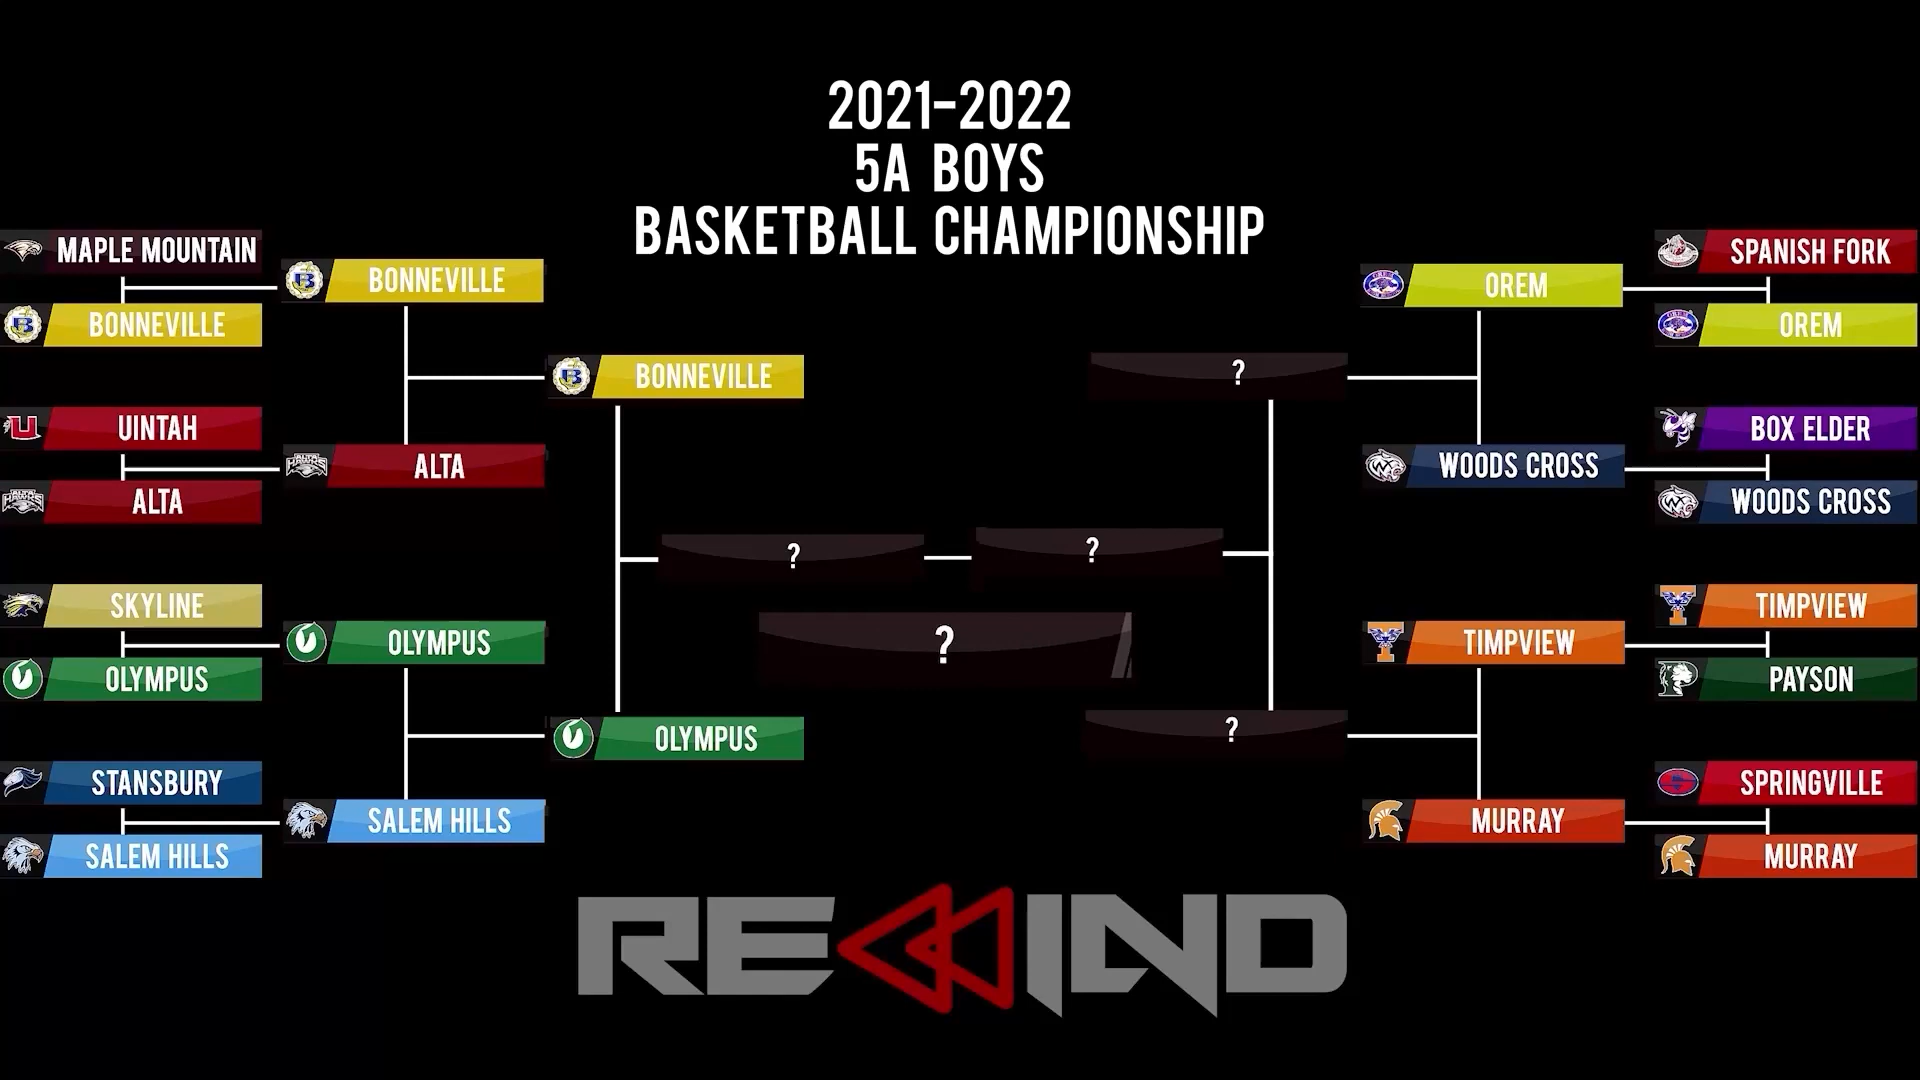 2021-2022
5A BOYS
BASKETBALL CHAMPIONSHIP
MAPLE MOUNTAIN
BONNEVILLE
UINTAH
ALTA
SKYLINE
OLYMPUS
STANSBURY
SALEM HILLS
BONNEVILLE
ALTA
OLYMPUS
SALEM HILLS
BONNEVILLE
OLYMPUS
?
?
?
?
?
OREM
WOODS CROSS
TIMPVIEW
MURRAY
SPANISH FORK
OREM
BOX ELDER
WOODS CROSS
TIMPVIEW
PAYSON
SPRINGVILLE
MURRAY
REWIND